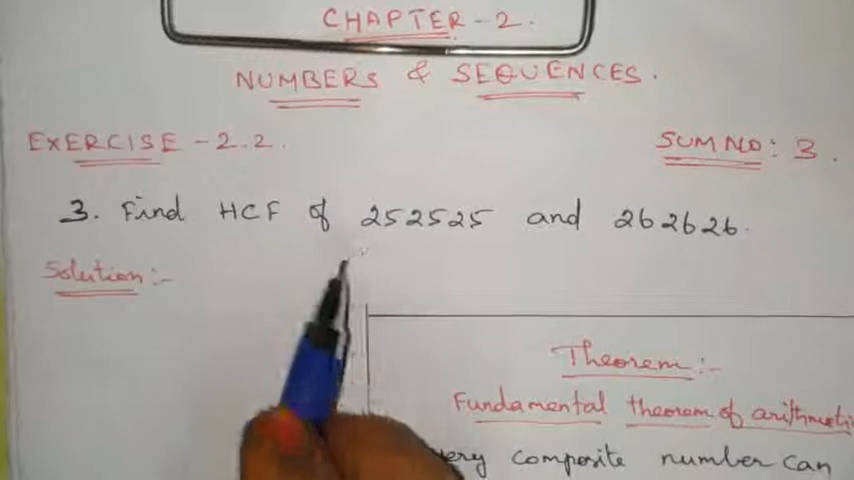 CHAPTER - 2.
NUMBERS & SEQUENCES.
EXERCISE - 2.2.
SUM NO: 3.
3. Find HCF of 252525 and 262626.
Solution :-
Theorem :-
Fundamental theorem of
composite number can